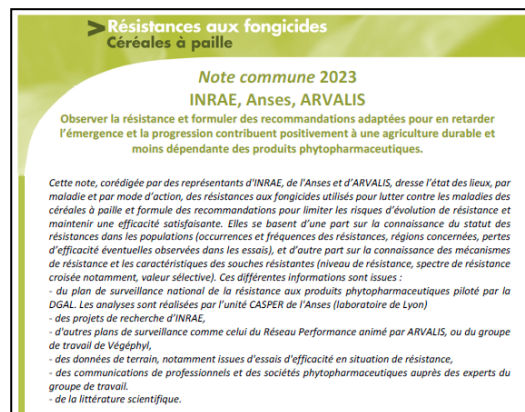 >Résistances aux fongicides
Céréales à paille
Note commune 2023
INRAE, Anses, ARVALIS
Observer la résistance et formuler des recommandations adaptées pour en retarder
l'émergence et la progression contribuent positivement à une agriculture durable et
moins dépendante des produits phytopharmaceutiques.
Cette note, corédigée par des représentants d'INRAE, de l'Anses et d'ARVALIS, dresse l'état des lieux, par
maladie et par mode d'action, des résistances aux fongicides utilisés pour lutter contre les maladies des
céréales à paille et formule des recommandations pour limiter les risques d'évolution de résistance et
maintenir une efficacité satisfaisante. Elles se basent d'une part sur la connaissance du statut des
résistances dans les populations (occurrences et fréquences des résistances, régions concernées, pertes
d'efficacité éventuelles observées dans les essais), et d'autre part sur la connaissance des mécanismes
de résistance et les caractéristiques des souches résistantes (niveau de résistance, spectre de résistance
croisée notamment, valeur sélective). Ces différentes informations sont issues :
- du plan de surveillance national de la résistance aux produits phytopharmaceutiques piloté par la
DGAL. Les analyses sont réalisées par l'unité CASPER de l'Anses (laboratoire de Lyon)
- des projets de recherche d'INRAE,
- d'autres plans de surveillance comme celui du Réseau Performance animé par ARVALIS, ou du groupe
de travail de Végéphyl,
- des données de terrain, notamment issues d'essais d'efficacité en situation de résistance,
- des communications de professionnels et des sociétés phytopharmaceutiques auprès des experts du
groupe de travail.
- de la littérature scientifique.